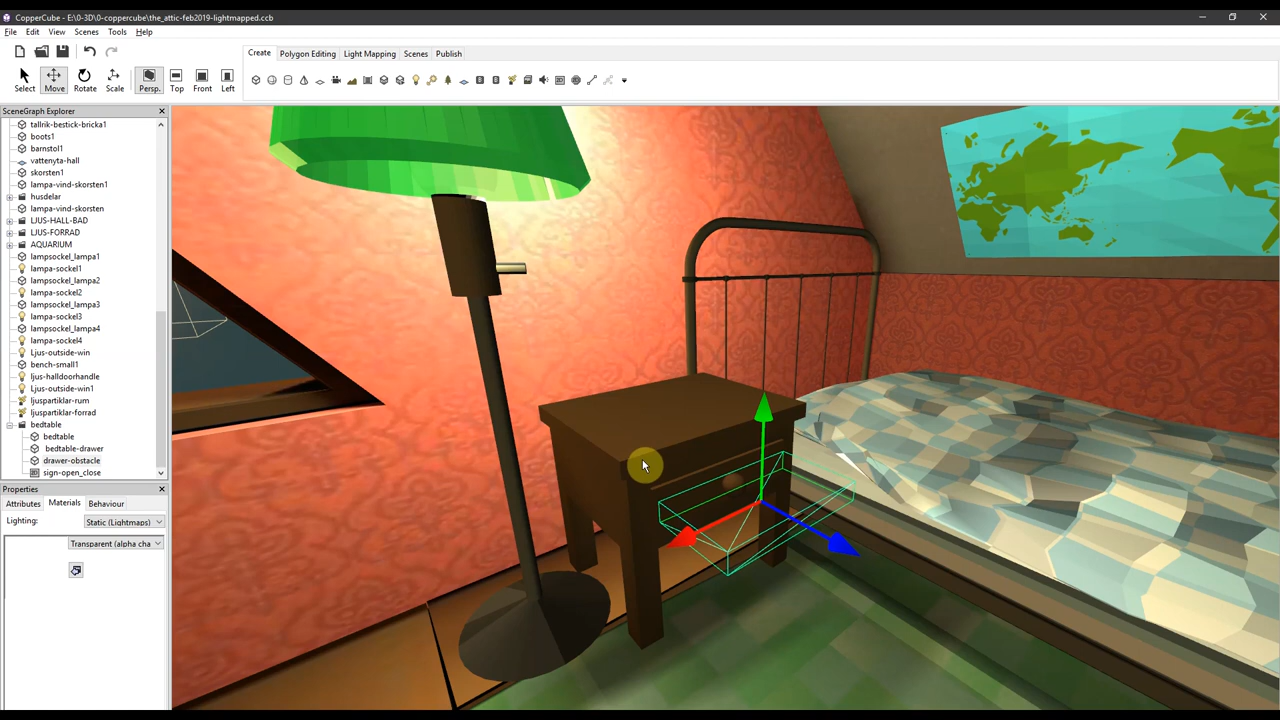 CopperCube - E:\0-3D\0-coppercube\the_attic-feb2019-lightmapped.ccb
File Edit View Scenes Tools Help
Create Polygon Editing Light Mapping Scenes Publish
Select Move Rotate Scale Persp. Top Front Left
SceneGraph Explorer
tallrik-bestick-bricka1
boots1
barnstol1
vattenyta-hall
skorsten1
lampa-vind-skorsten1
husdelar
lampa-vind-skorsten
LJUS-HALL-BAD
LJUS-FORRAD
AQUARIUM
lampsockel_lampa1
lampa-sockel1
lampsockel_lampa2
lampa-sockel2
lampsockel_lampa3
lampa-sockel3
lampsockel_lampa4
lampa-sockel4
Ljus-outside-win
bench-small1
ljus-halldoorhandle
Ljus-outside-win1
ljuspartiklar-rum
ljuspartiklar-forrad
bedtable
bedtable
bedtable-drawer
drawer-obstacle
sign-open_close
Properties
Attributes Materials Behaviour
Lighting: Static (Lightmaps)
Transparent (alpha cha